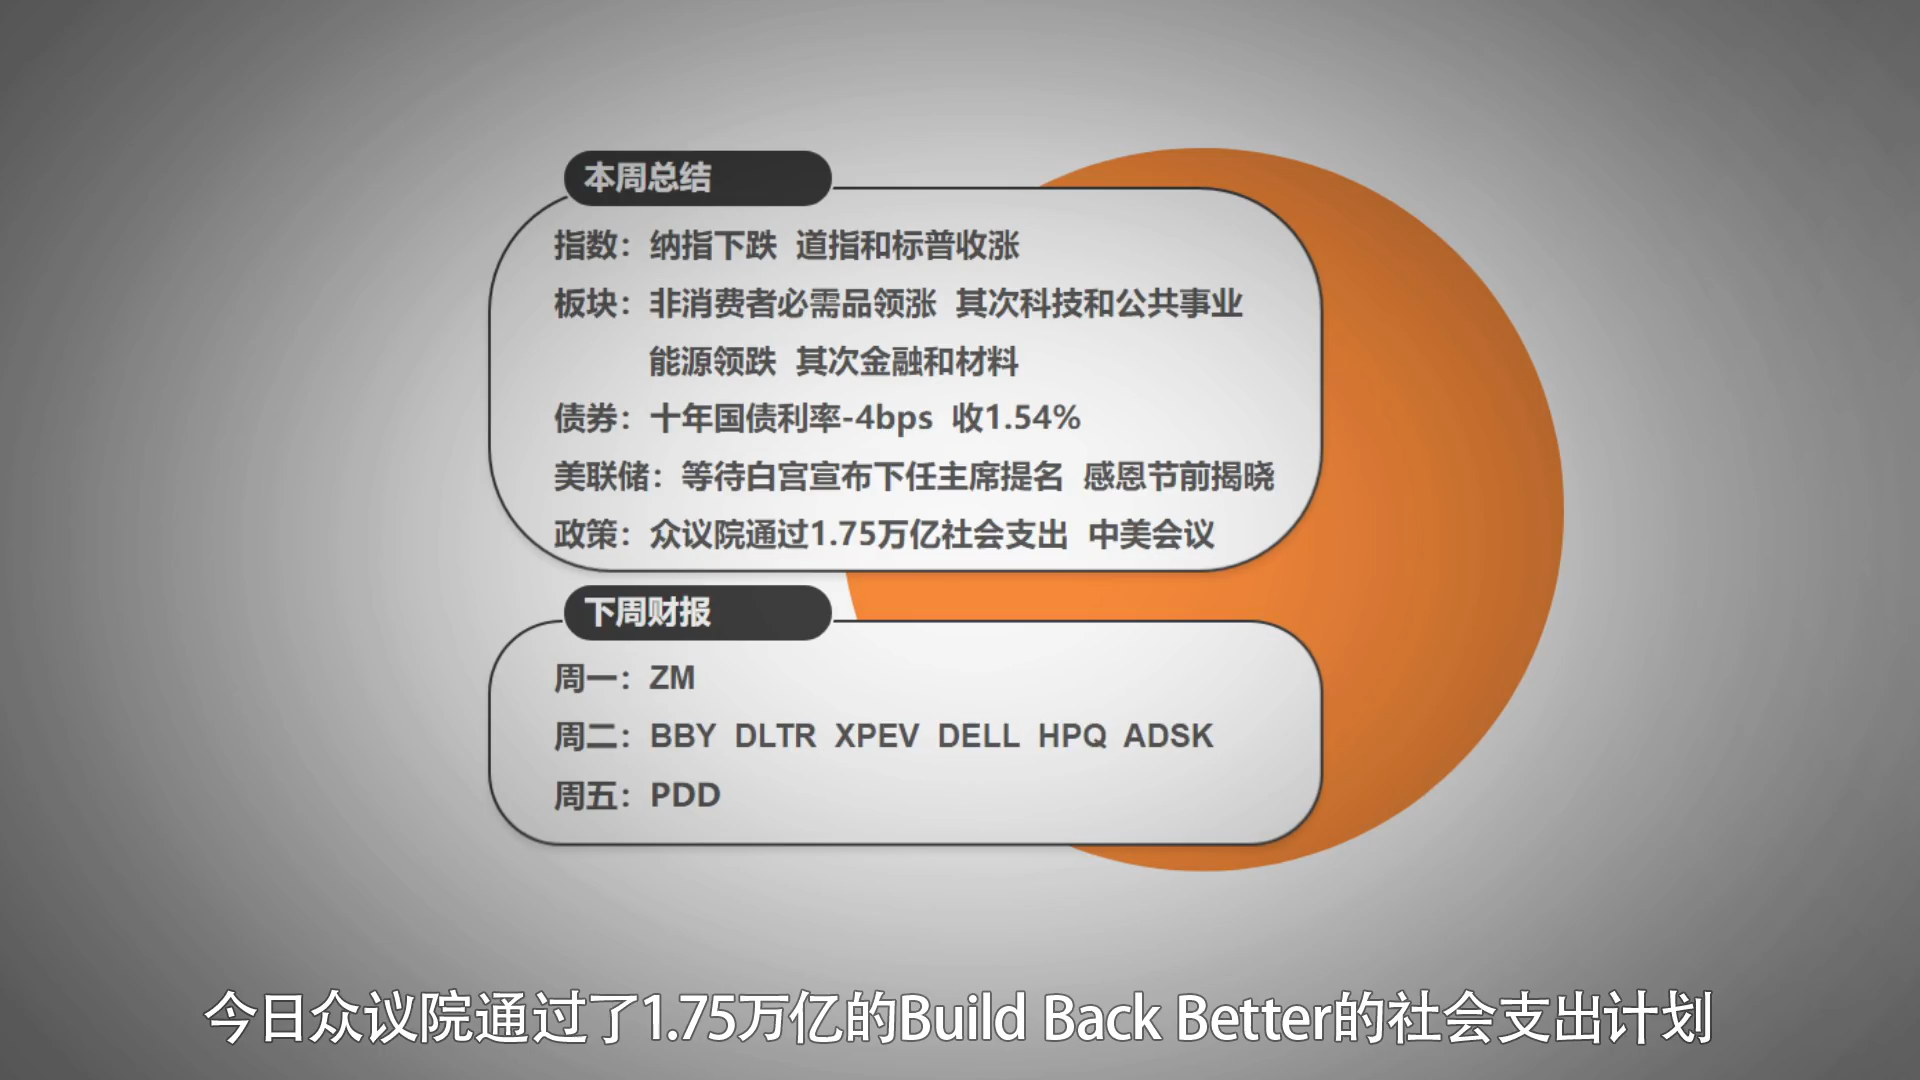 本周总结
指数：纳指下跌 道指和标普收涨
板块：非消费者必需品领涨 其次科技和公共事业
能源领跌 其次金融和材料
债券：十年国债利率-4bps 收1.54%
美联储：等待白宫宣布下任主席提名 感恩节前揭晓
政策：众议院通过1.75万亿社会支出 中美会议
下周财报
周一：ZM
周二：BBY DLTR XPEV DELL HPQ ADSK
周五：PDD
今日众议院通过了1.75万亿的Build Back Better的社会支出计划